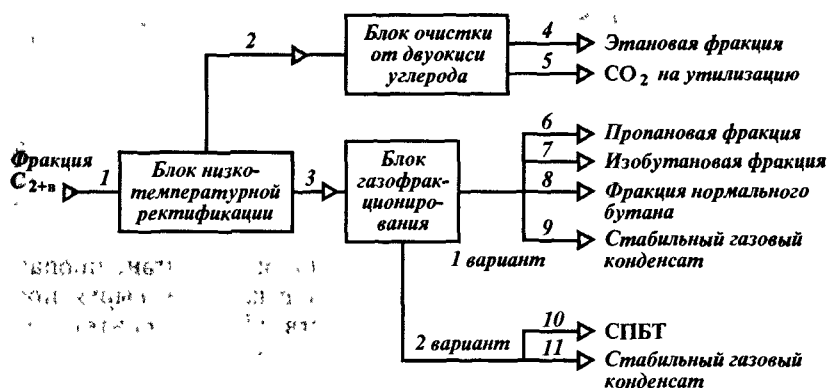 2
Блок очистки
от двуокиси
углерода
4
Этановая фракция
5
CO2 на утилизацию
Фракция
C2+в
1
Блок низко-
температурной
ректификации
3
Блок
газофрак-
циониро-
вания
6
Пропановая фракция
7
Изобутановая фракция
8
Фракция нормального
бутана
9
Стабильный газовый
конденсат
1 вариант
2 вариант
10
СПБТ
11
Стабильный газовый
конденсат